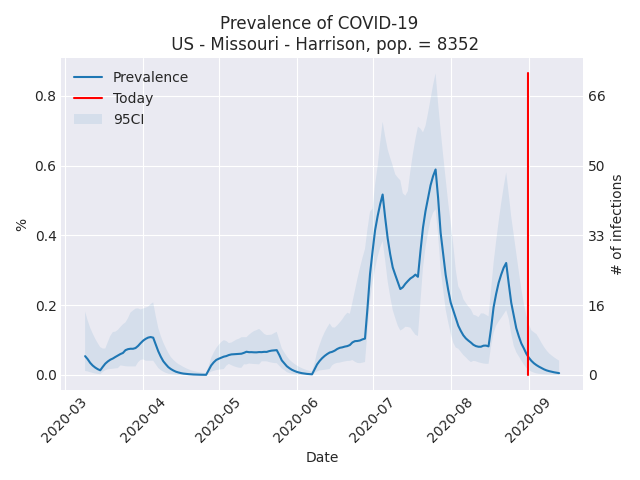 Prevalence of COVID-19
US - Missouri - Harrison, pop. = 8352
Prevalence
Today
95CI
0.8
0.6
0.4
0.2
0.0
%
66
50
33
16
0
# of infections
2020-03
2020-04
2020-05
2020-06
2020-07
2020-08
2020-09
Date